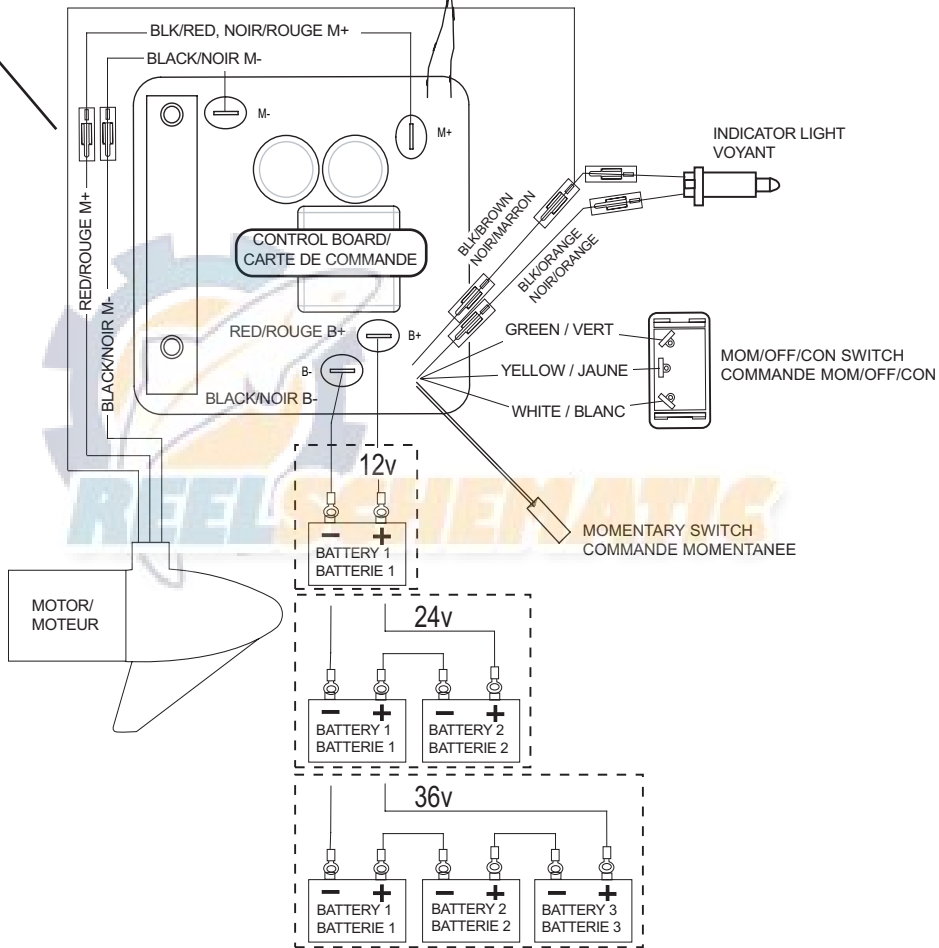 BLK/RED, NOIR/ROUGE M+
BLACK/NOIR M-
M-
M+
INDICATOR LIGHT
VOYANT
RED/ROUGE M+
BLACK/NOIR M-
CONTROL BOARD/
CARTE DE COMMANDE
BLK/BROWN
NOIR/MARRON
BLK/ORANGE
NOIR/ORANGE
RED/ROUGE B+
B+
B-
BLACK/NOIR B-
GREEN / VERT
YELLOW / JAUNE
WHITE / BLANC
MOM/OFF/CON SWITCH
COMMANDE MOM/OFF/CON
12v
REELSCHEMATIC
MOMENTARY SWITCH
COMMANDE MOMENTANEE
- +
BATTERY 1
BATTERIE 1
MOTOR/
MOTEUR
24v
- +
BATTERY 1
BATTERIE 1
- +
BATTERY 2
BATTERIE 2
36v
- +
BATTERY 1
BATTERIE 1
- +
BATTERY 2
BATTERIE 2
- +
BATTERY 3
BATTERIE 3